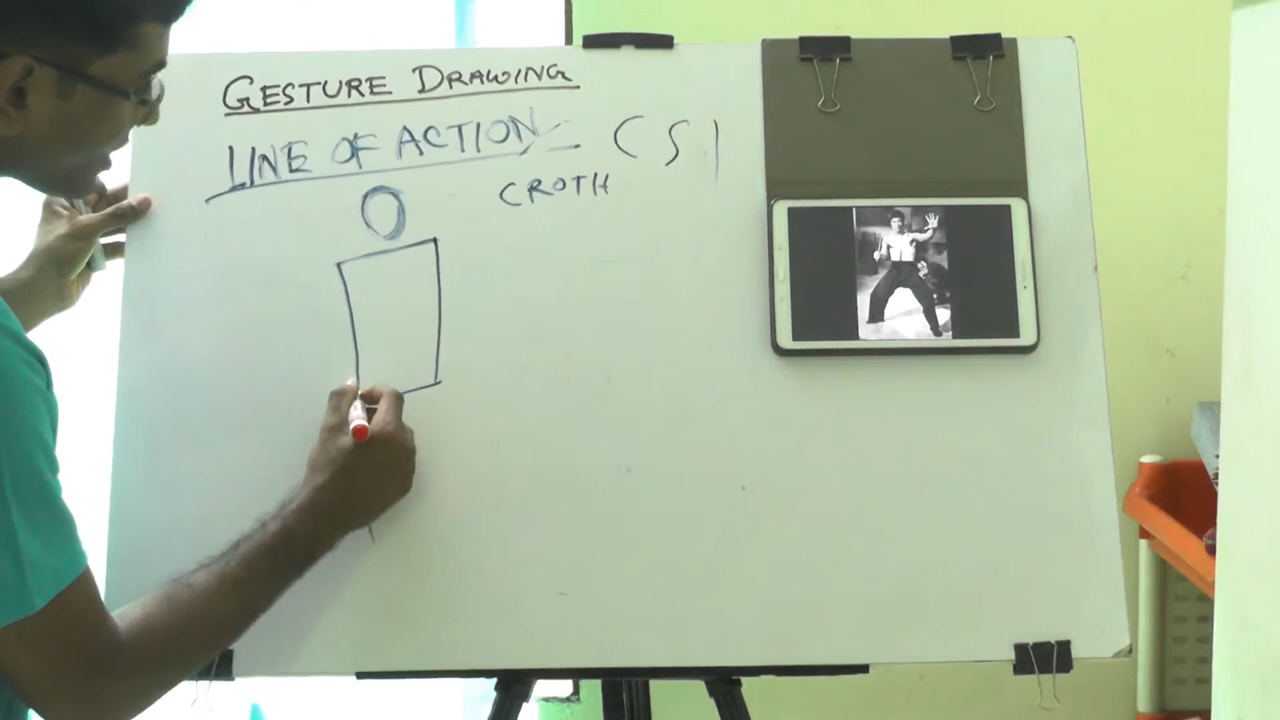 GESTURE DRAWING
LINE OF ACTION - C S I
CROTH